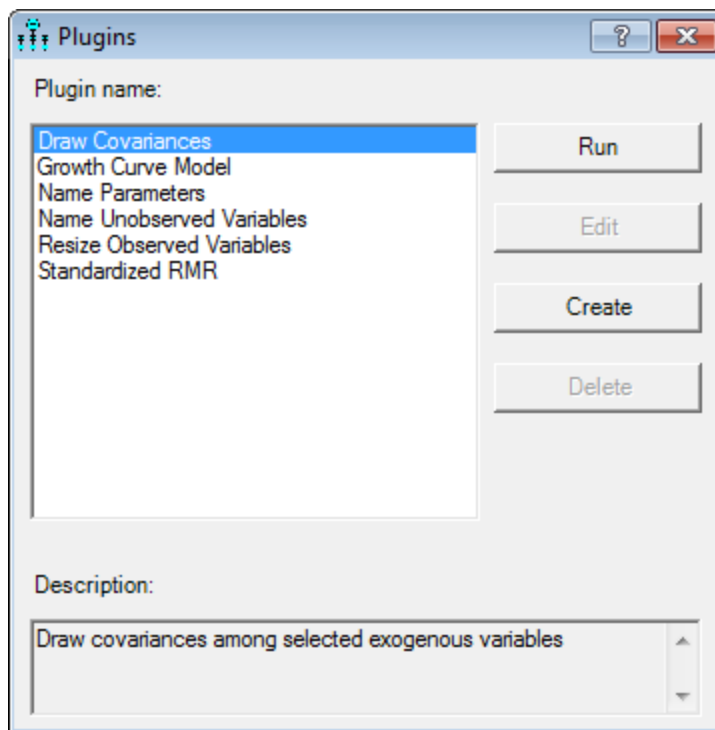 Plugins
Plugin name:
Draw Covariances
Growth Curve Model
Name Parameters
Name Unobserved Variables
Resize Observed Variables
Standardized RMR
Run
Edit
Create
Delete
Description:
Draw covariances among selected exogenous variables